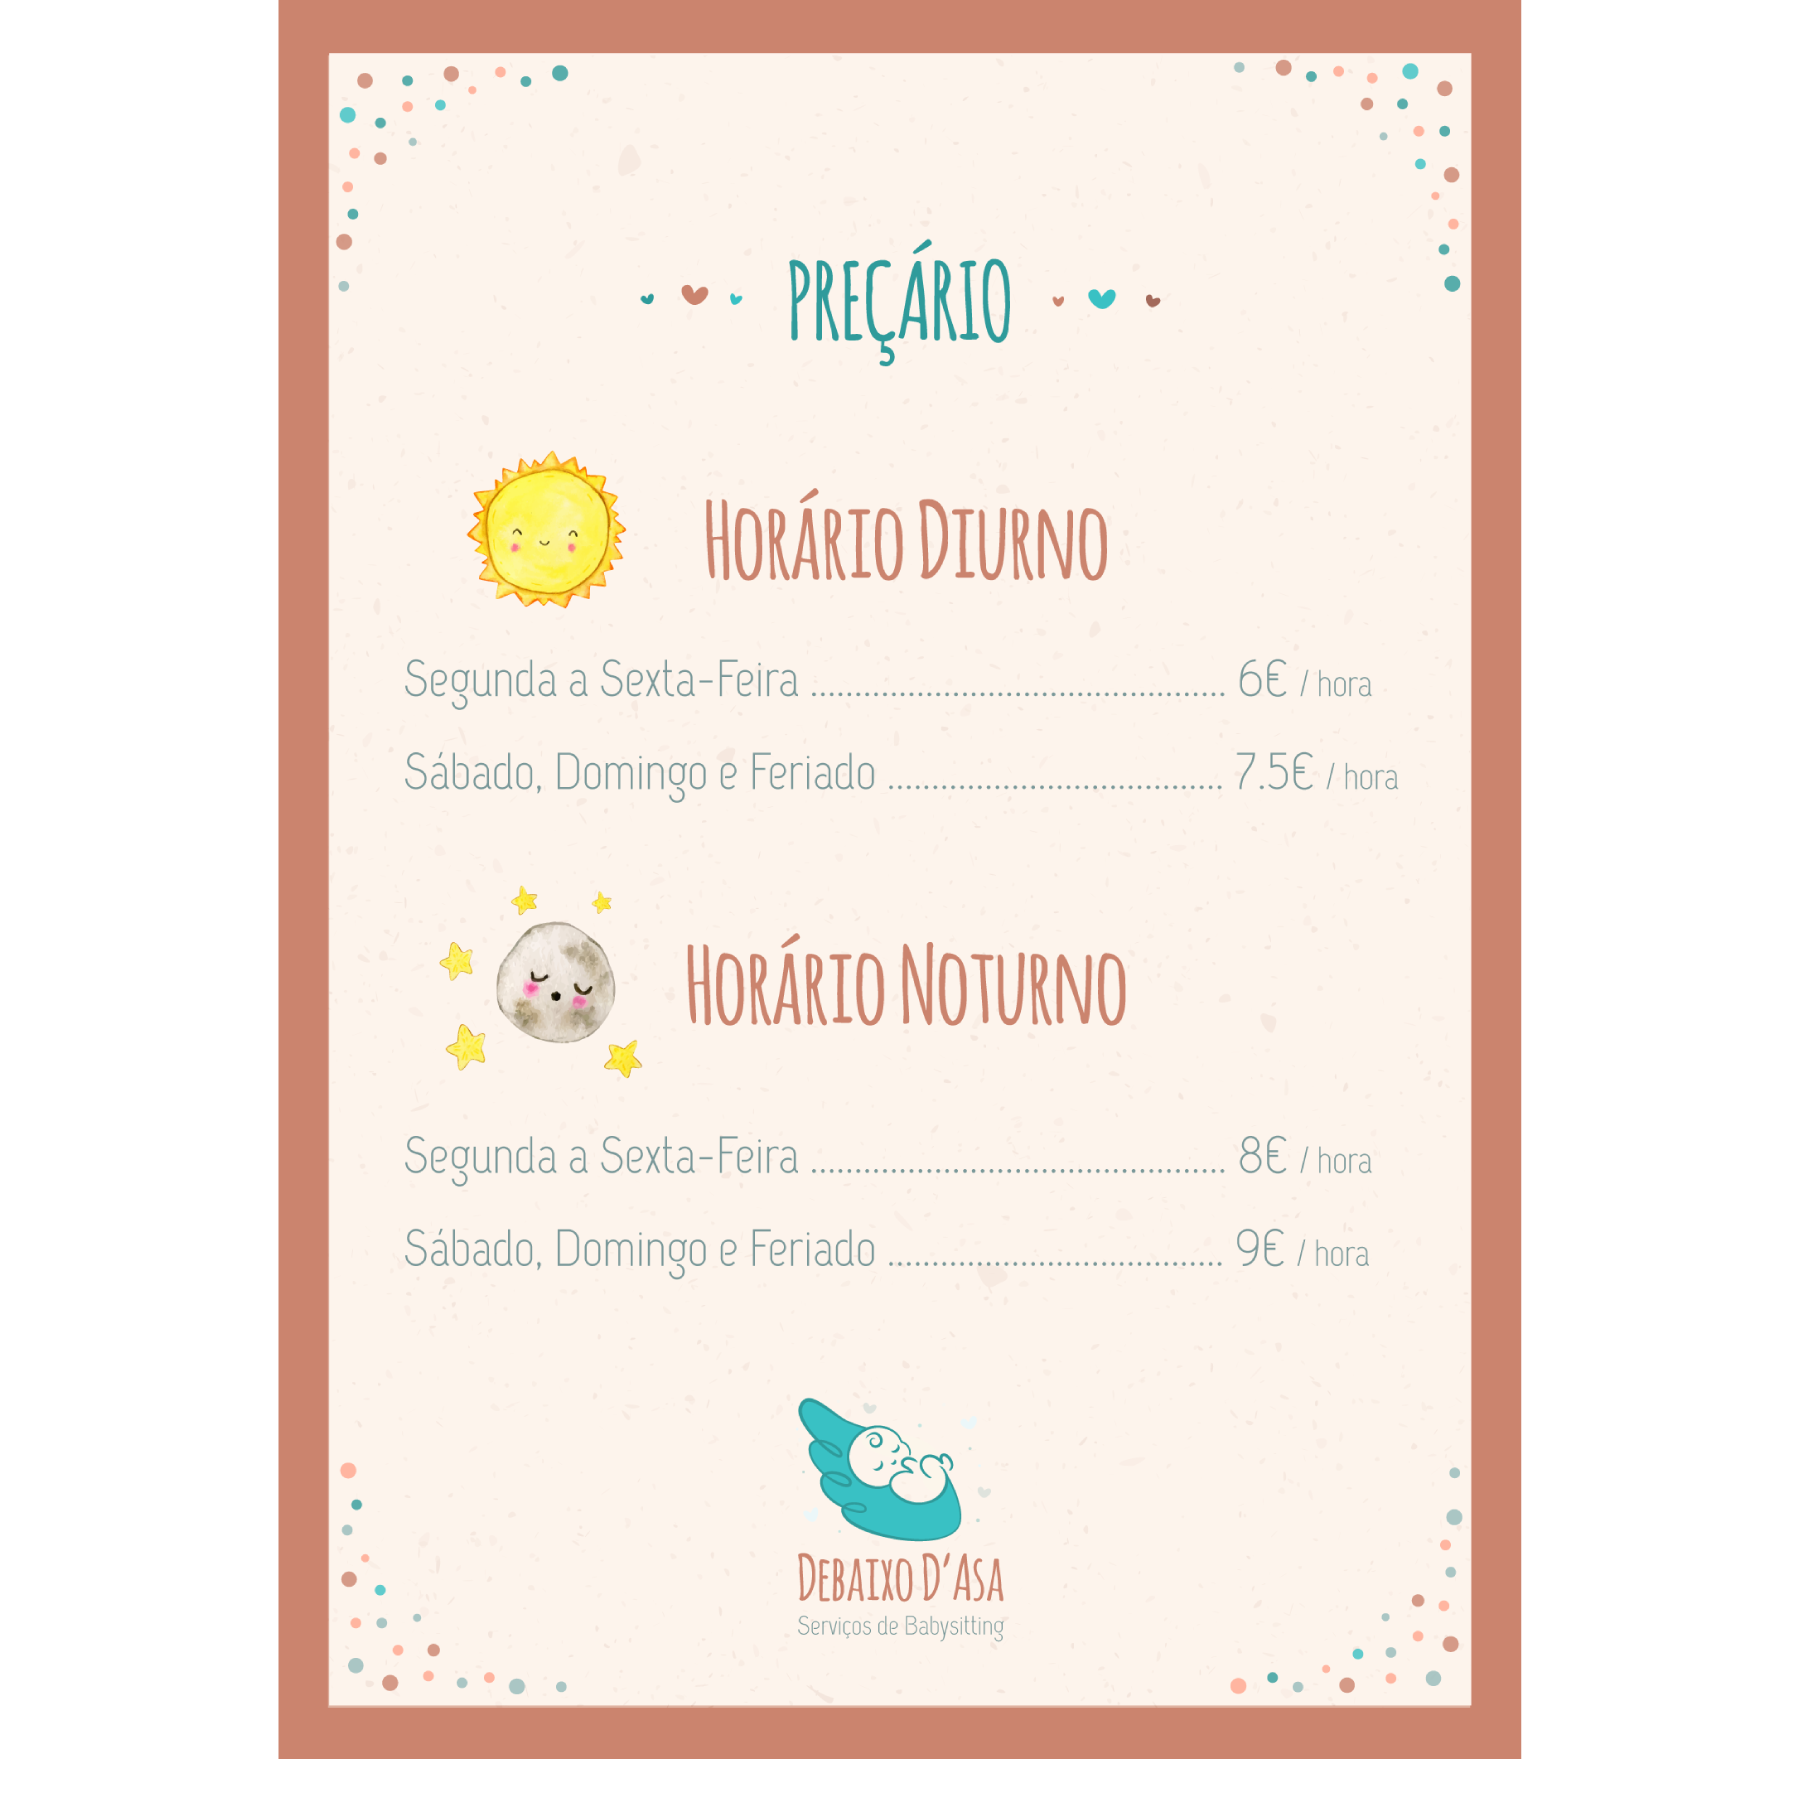 PREÇÁRIO
Horário Diurno
Segunda a Sexta-Feira ............................................... 6€ / hora
Sábado, Domingo e Feriado ...................................... 7.5€ / hora
Horário Noturno
Segunda a Sexta-Feira ............................................... 8€ / hora
Sábado, Domingo e Feriado ...................................... 9€ / hora
Debaixo D'Asa
Serviços de Babysitting